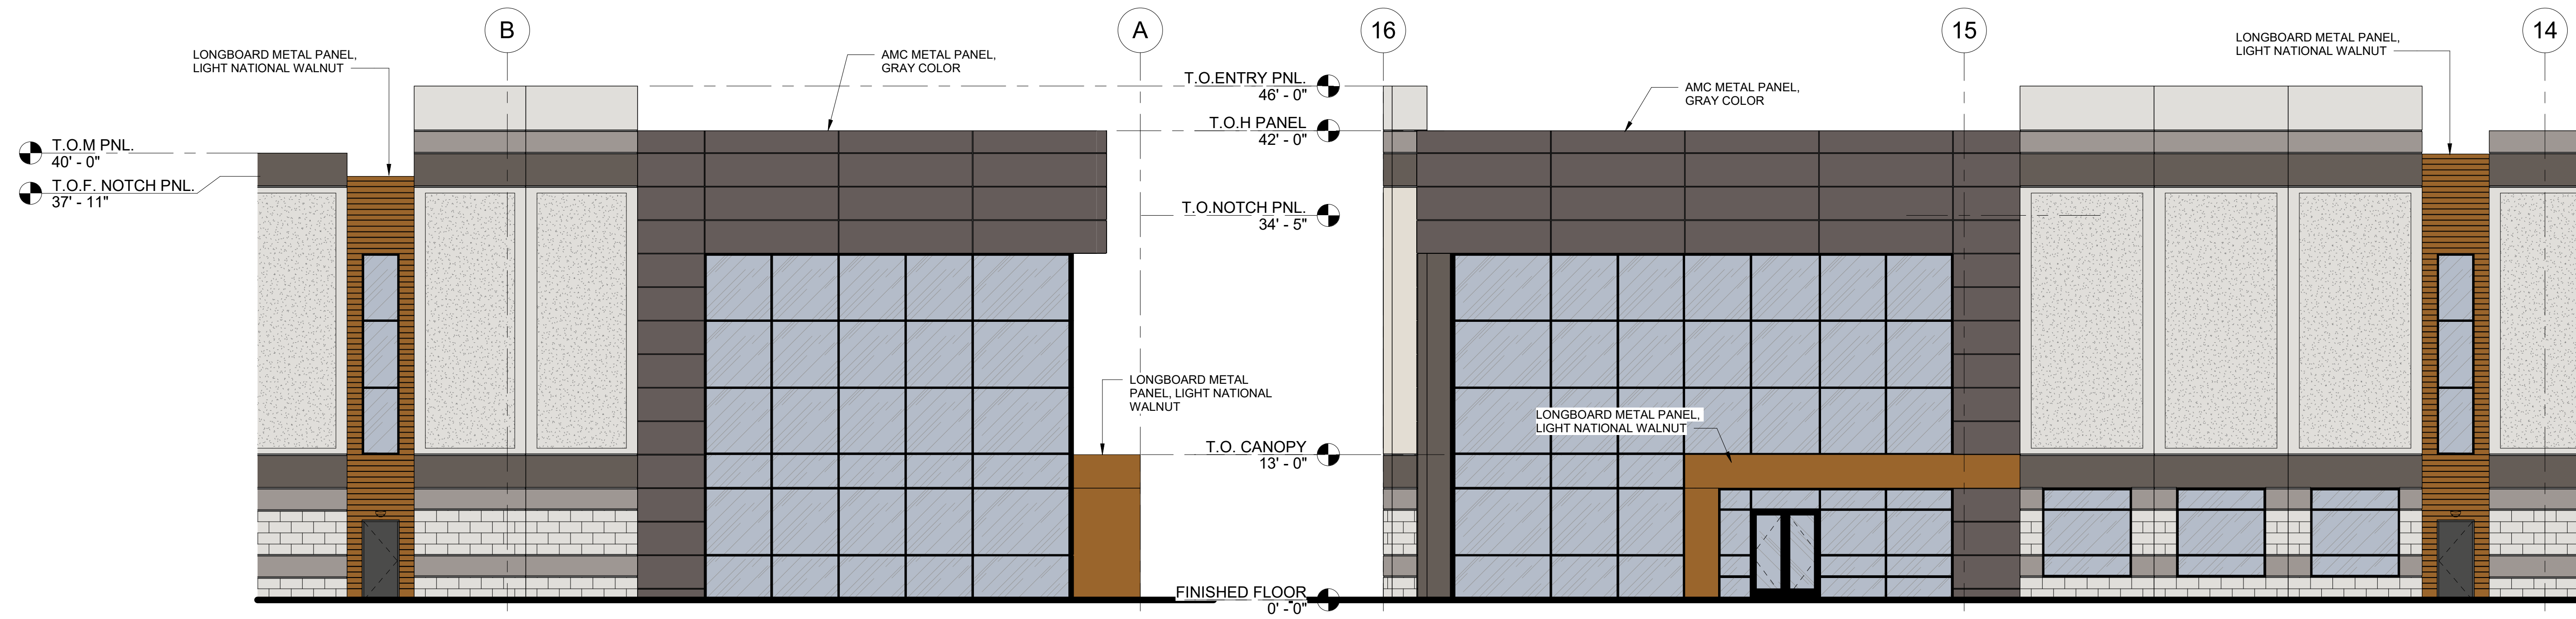 B
A
16
15
14
LONGBOARD METAL PANEL,
LIGHT NATIONAL WALNUT
AMC METAL PANEL,
GRAY COLOR
T.O.ENTRY PNL.
46' - 0"
T.O.H PANEL
42' - 0"
AMC METAL PANEL,
GRAY COLOR
LONGBOARD METAL PANEL,
LIGHT NATIONAL WALNUT
T.O.M PNL.
40' - 0"
T.O.F. NOTCH PNL.
37' - 11"
T.O.NOTCH PNL.
34' - 5"
LONGBOARD METAL
PANEL, LIGHT NATIONAL
WALNUT
LONGBOARD METAL PANEL,
LIGHT NATIONAL WALNUT
T.O. CANOPY
13' - 0"
FINISHED FLOOR
0' - 0"